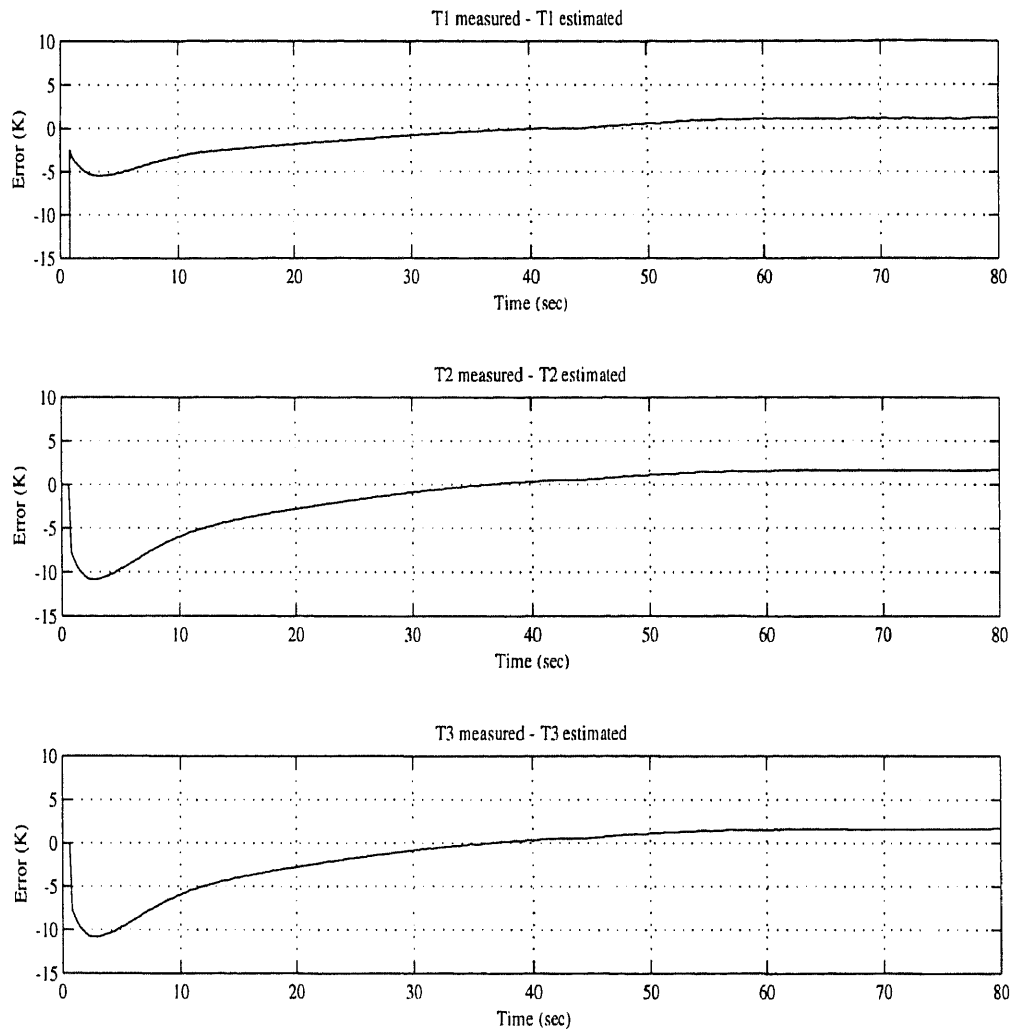 T1 measured - T1 estimated
10
5
0
-5
-10
-15
Error (K)
0 10 20 30 40 50 60 70 80
Time (sec)
T2 measured - T2 estimated
10
5
0
-5
-10
-15
Error (K)
0 10 20 30 40 50 60 70 80
Time (sec)
T3 measured - T3 estimated
10
5
0
-5
-10
-15
Error (K)
0 10 20 30 40 50 60 70 80
Time (sec)